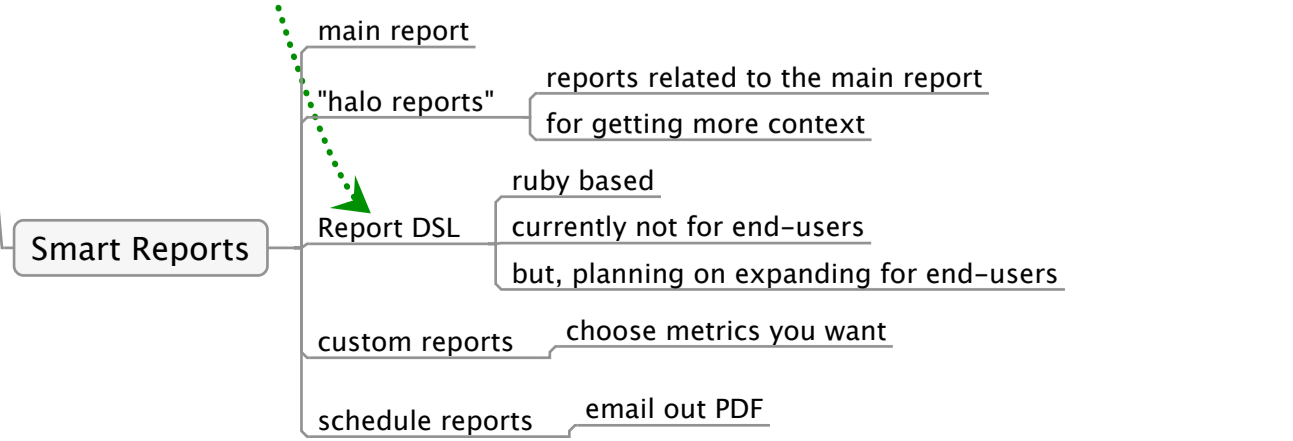 main report
"halo reports"
reports related to the main report
for getting more context
Smart Reports
Report DSL
ruby based
currently not for end-users
but, planning on expanding for end-users
custom reports
choose metrics you want
schedule reports
email out PDF